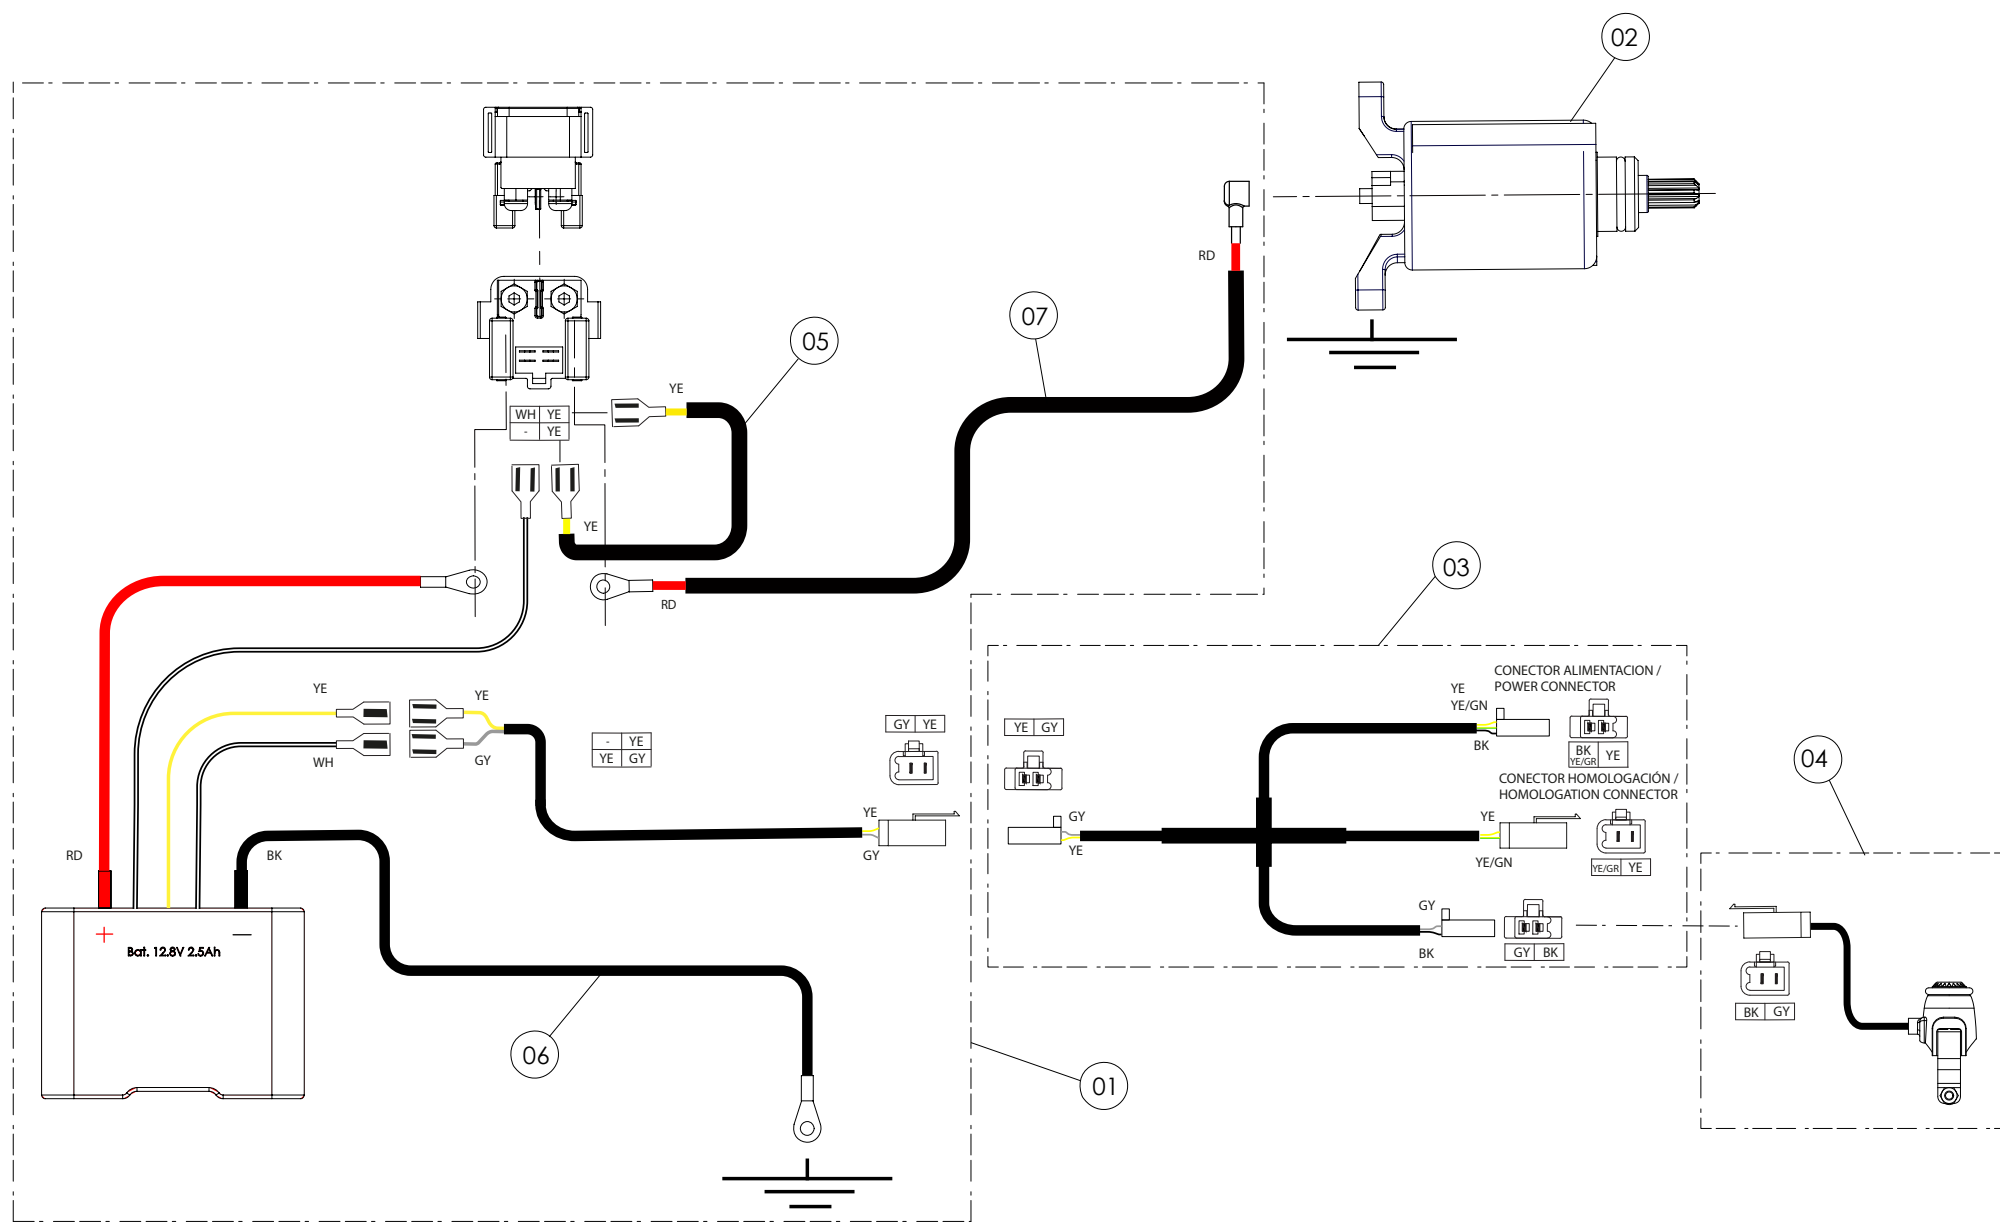 02
RD
07
05
YE
WH YE
- YE
YE
RD
03
YE
YE
- YE
YE GY
WH
GY
GY YE
YE GY
YE
GY
GY
YE
CONECTOR ALIMENTACION /
POWER CONNECTOR
YE
YE/GN
BK
BK
YE/GR
YE
CONECTOR HOMOLOGACIÓN /
HOMOLOGATION CONNECTOR
YE
YE/GN
YE/GR YE
GY
BK
GY BK
04
BK GY
RD
BK
+
—
Bat. 12.8V 2.5Ah
06
01